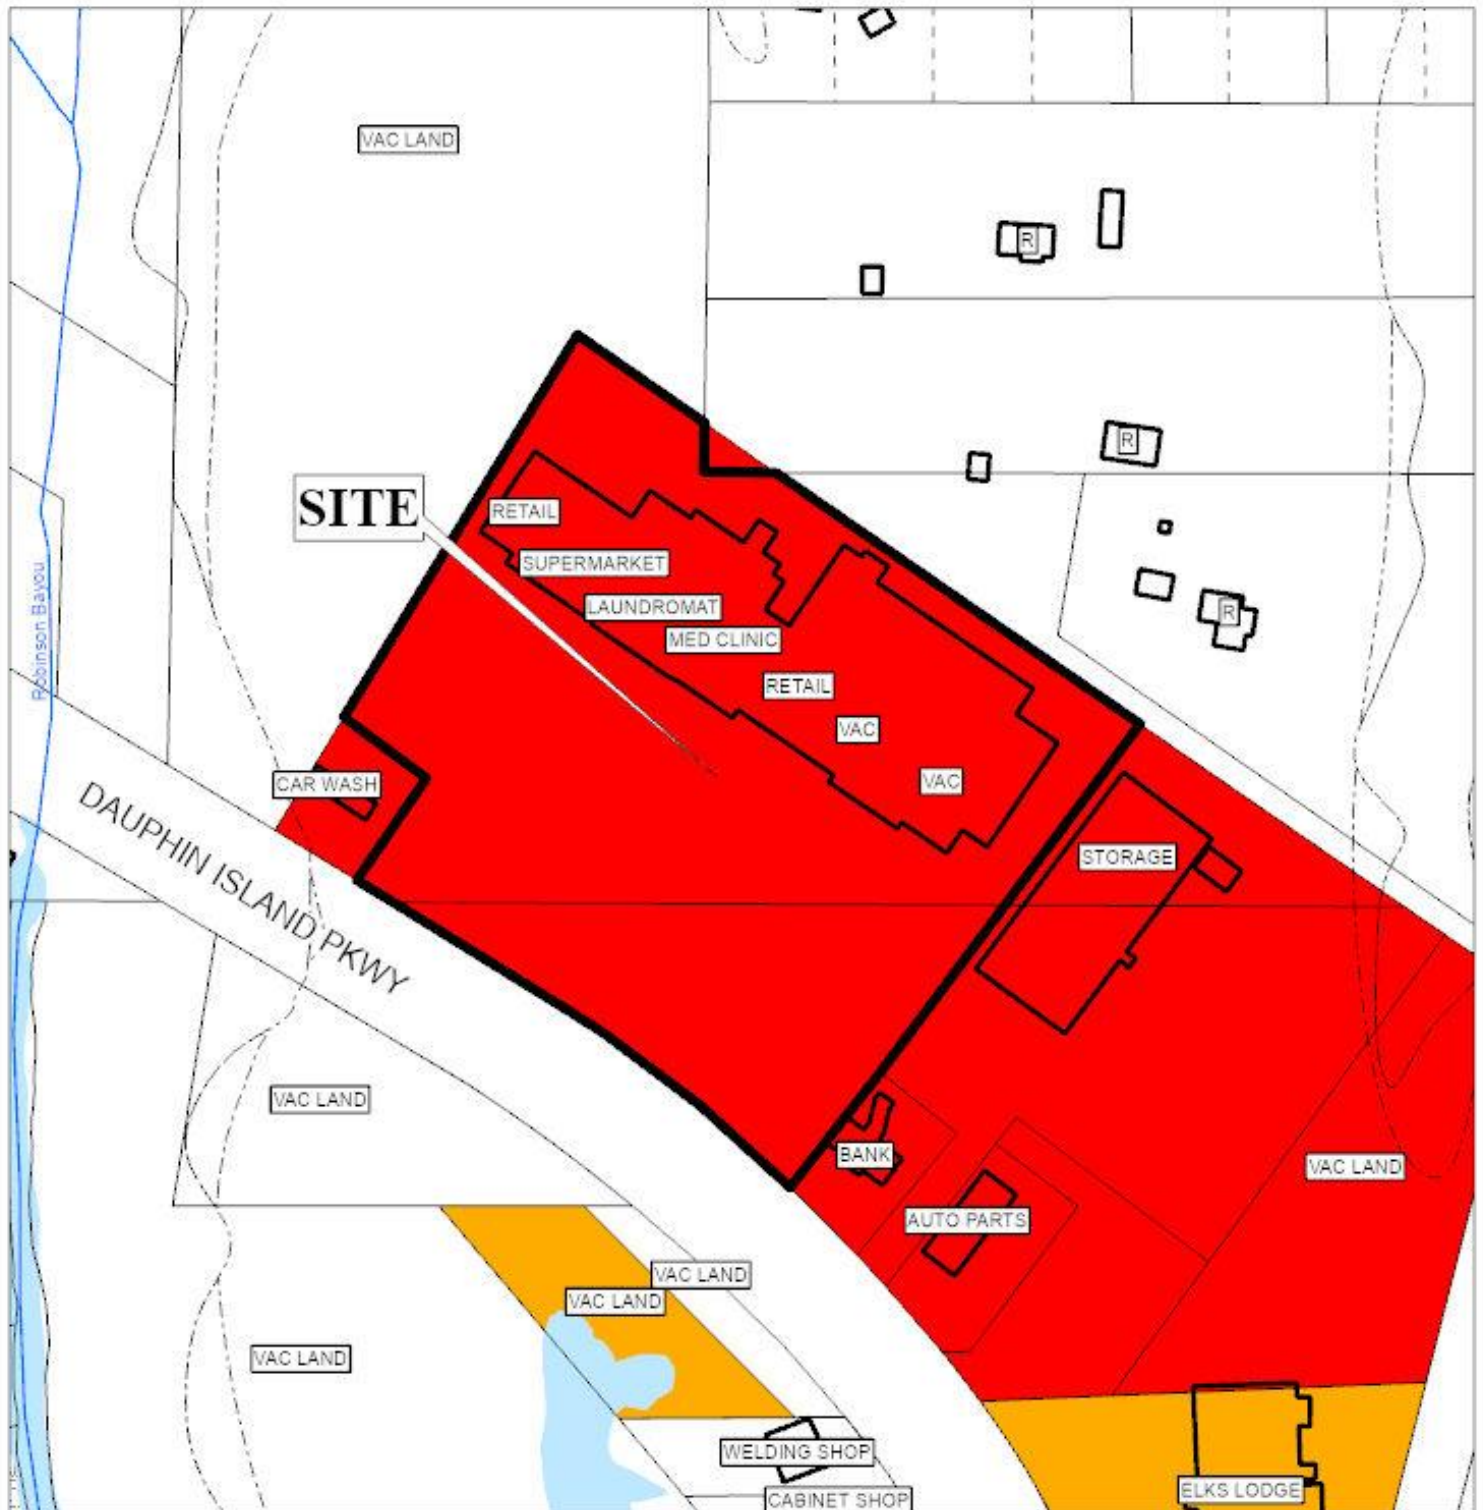 VAC LAND
R
R
SITE
RETAIL
SUPERMARKET
LAUNDROMAT
MED CLINIC
R
Robinson Bayou
RETAIL
VAC
VAC
CAR WASH
DAUPHIN ISLAND PKWY
STORAGE
VAC LAND
BANK
VAC LAND
AUTO PARTS
VAC LAND
VAC LAND
VAC LAND
WELDING SHOP
ELKS LODGE
CABINET SHOP